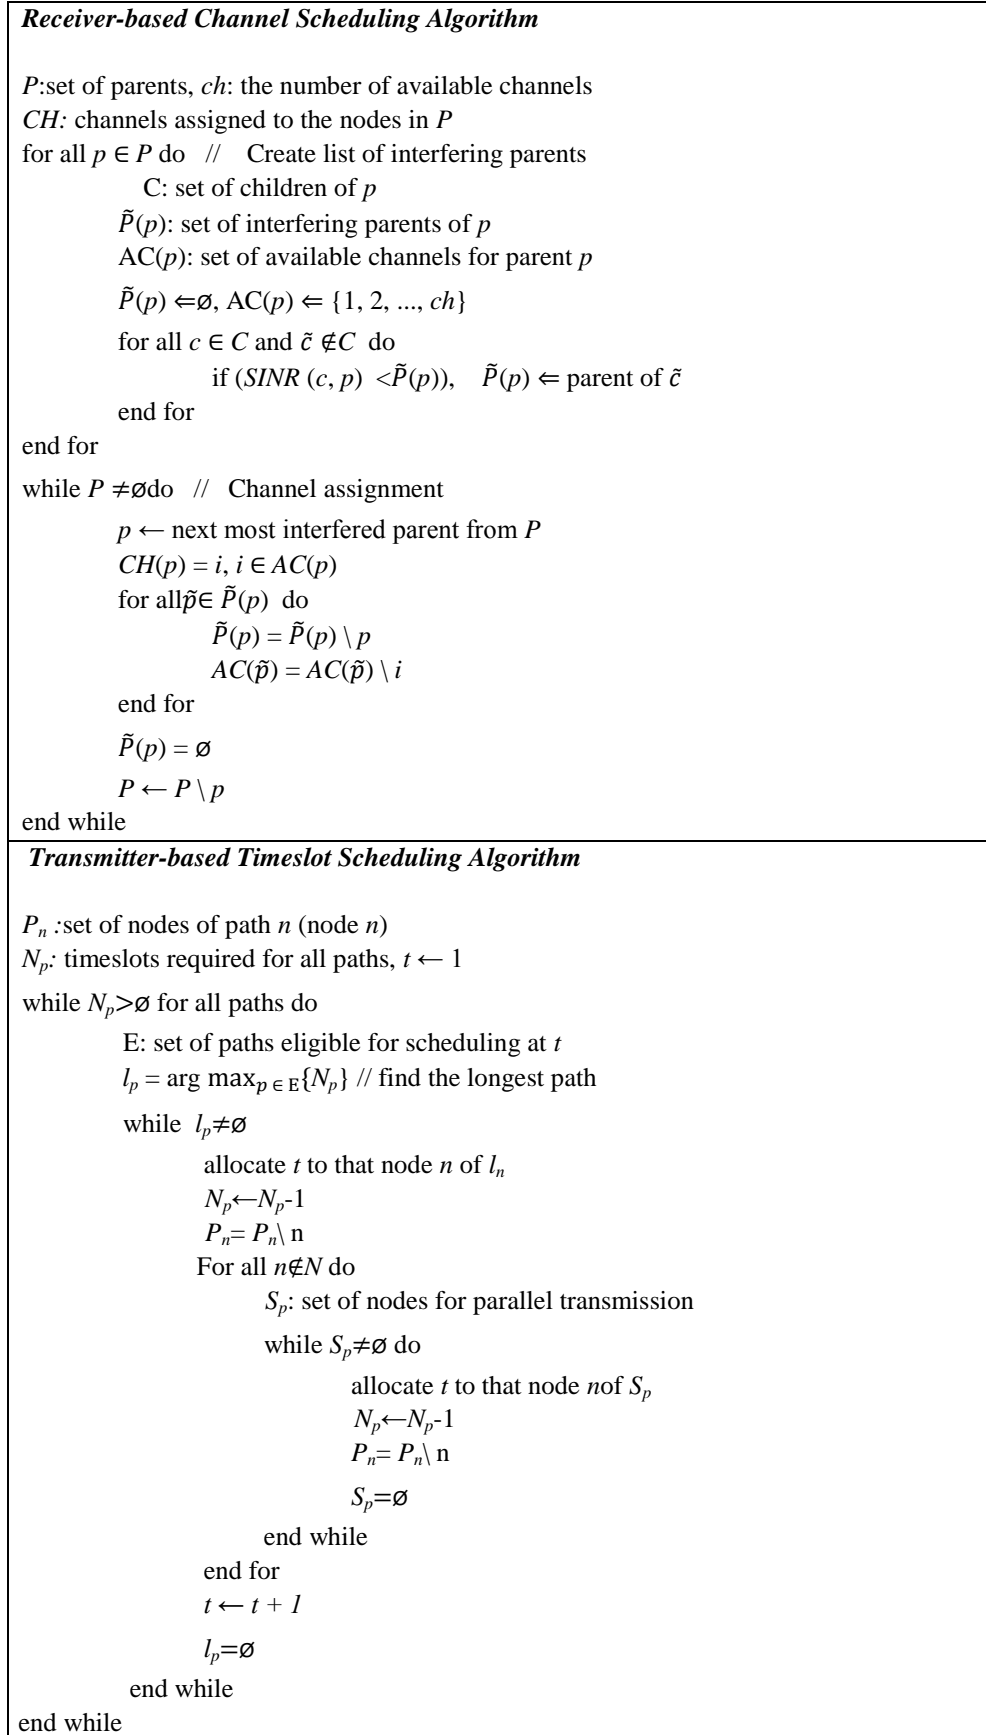 Receiver-based Channel Scheduling Algorithm
P:set of parents, ch: the number of available channels
CH: channels assigned to the nodes in P
for all p ∈ P do // Create list of interfering parents
C: set of children of p
P̃(p): set of interfering parents of p
AC(p): set of available channels for parent p
P̃(p) ⇐ø, AC(p) ⇐ {1, 2, ..., ch}
for all c ∈ C and c̃ ∉C do
if (SINR (c, p) <P̃(p)), P̃(p) ⇐ parent of c̃
end for
end for
while P ≠ødo // Channel assignment
p ← next most interfered parent from P
CH(p) = i, i ∈ AC(p)
for allp̃∈ P̃(p) do
P̃(p) = P̃(p) \ p
AC(p̃) = AC(p̃) \ i
end for
P̃(p) = ø
P ← P \ p
end while
Transmitter-based Timeslot Scheduling Algorithm
Pₙ :set of nodes of path n (node n)
Nₚ: timeslots required for all paths, t ← 1
while Nₚ>ø for all paths do
E: set of paths eligible for scheduling at t
lₚ = arg max_{p ∈ E}{Nₚ} // find the longest path
while lₚ≠ø
allocate t to that node n of lₙ
Nₚ←Nₚ-1
Pₙ= Pₙ\ n
For all n∉N do
Sₚ: set of nodes for parallel transmission
while Sₚ≠ø do
allocate t to that node nof Sₚ
Nₚ←Nₚ-1
Pₙ= Pₙ\ n
Sₚ=ø
end while
end for
t ← t + 1
lₚ=ø
end while
end while